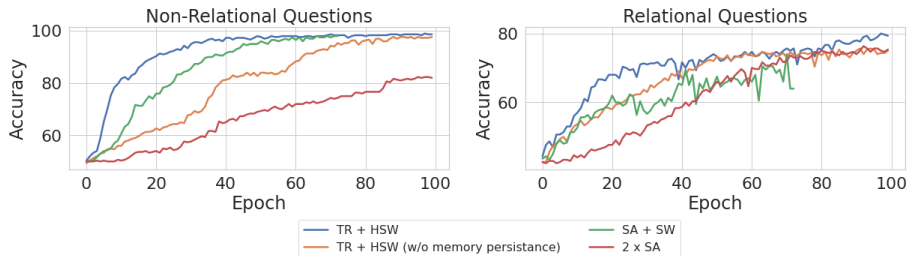 Non-Relational Questions
Relational Questions
Accuracy
100
80
60
0 20 40 60 80 100
Epoch
Accuracy
80
60
0 20 40 60 80 100
Epoch
TR + HSW
TR + HSW (w/o memory persistance)
SA + SW
2 x SA